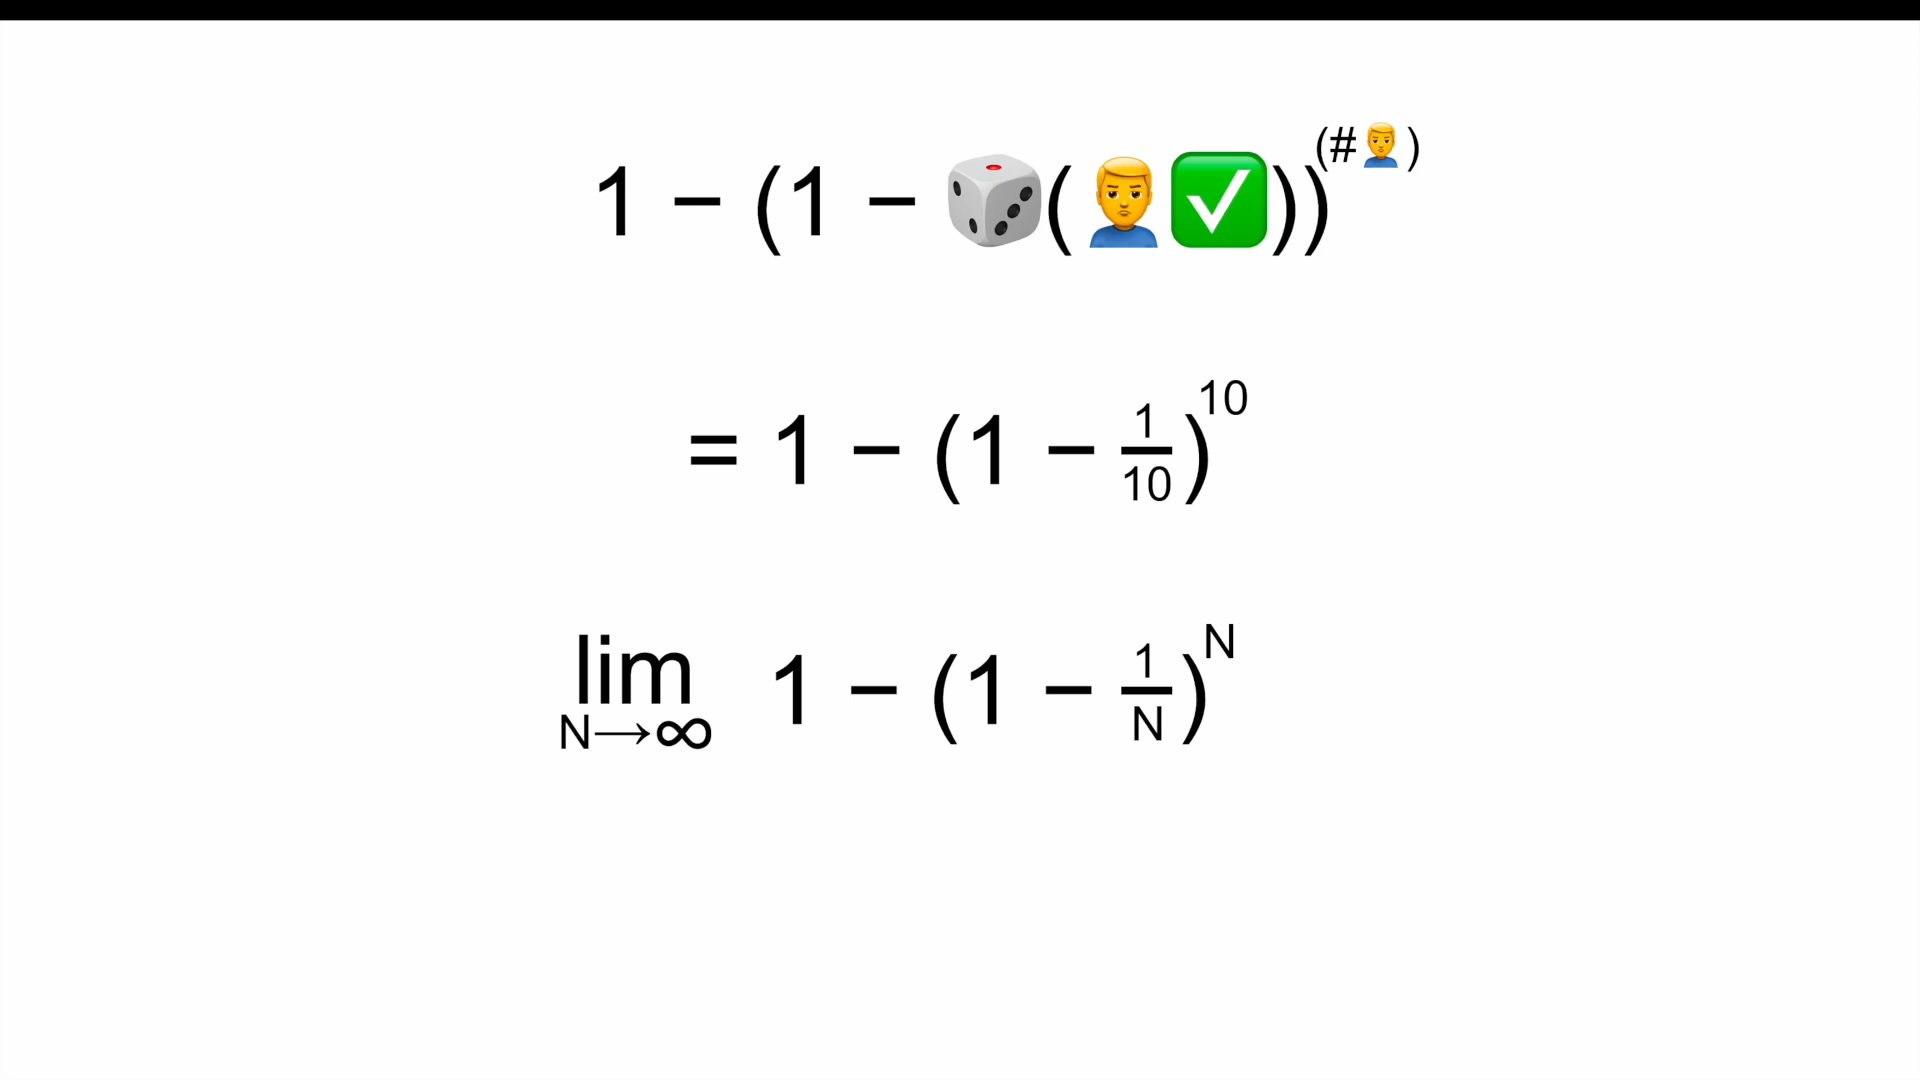 1 − (1 − 🎲(🙎‍♂️✅))^(#🙎‍♂️)
= 1 − (1 − 1/10)^10
lim N→∞ 1 − (1 − 1/N)^N